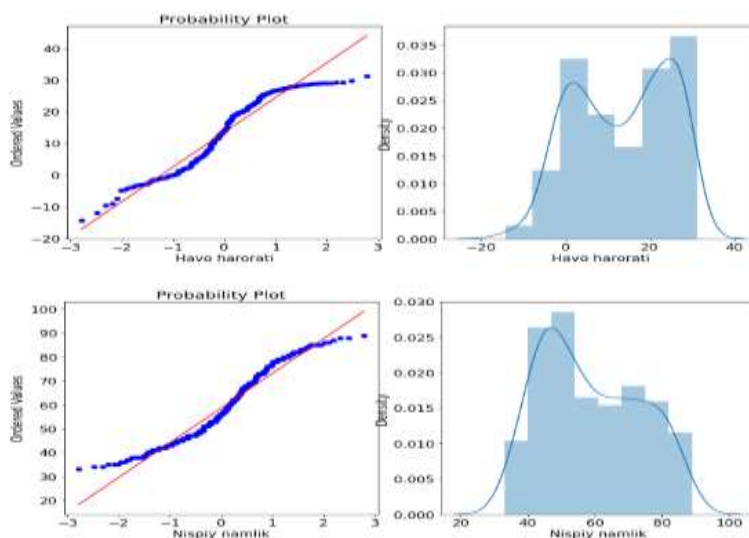 Probability Plot
Ordered Values
40
30
20
10
0
−10
−20
−3 −2 −1 0 1 2 3
Havo harorati
Density
0.035
0.030
0.025
0.020
0.015
0.010
0.005
0.000
−20 0 20 40
Havo harorati
Probability Plot
Ordered Values
100
90
80
70
60
50
40
30
20
−3 −2 −1 0 1 2 3
Nispiy namlik
Density
0.030
0.025
0.020
0.015
0.010
0.005
0.000
20 40 60 80 100
Nispiy namlik